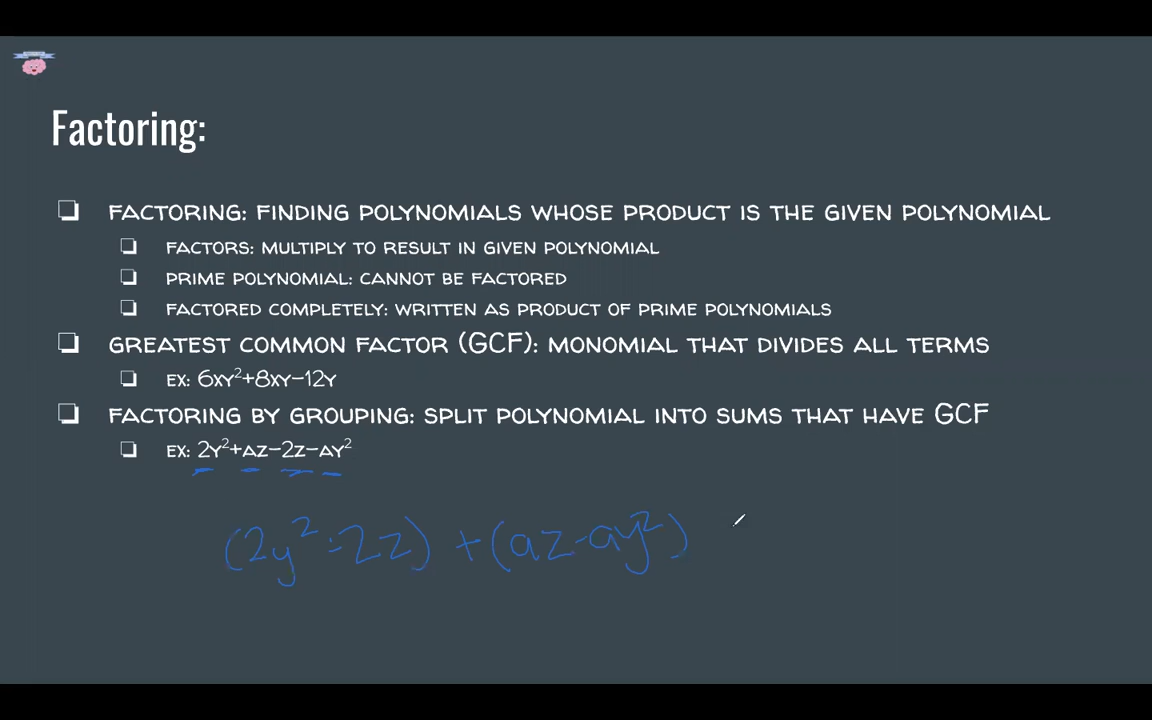 Factoring:
❏ FACTORING: FINDING POLYNOMIALS WHOSE PRODUCT IS THE GIVEN POLYNOMIAL
❏ FACTORS: MULTIPLY TO RESULT IN GIVEN POLYNOMIAL
❏ PRIME POLYNOMIAL: CANNOT BE FACTORED
❏ FACTORED COMPLETELY: WRITTEN AS PRODUCT OF PRIME POLYNOMIALS
❏ GREATEST COMMON FACTOR (GCF): MONOMIAL THAT DIVIDES ALL TERMS
❏ EX: 6XY²+8XY-12Y
❏ FACTORING BY GROUPING: SPLIT POLYNOMIAL INTO SUMS THAT HAVE GCF
❏ EX: 2Y²+AZ-2Z-AY²
(2y²-2z) + (az-ay²)